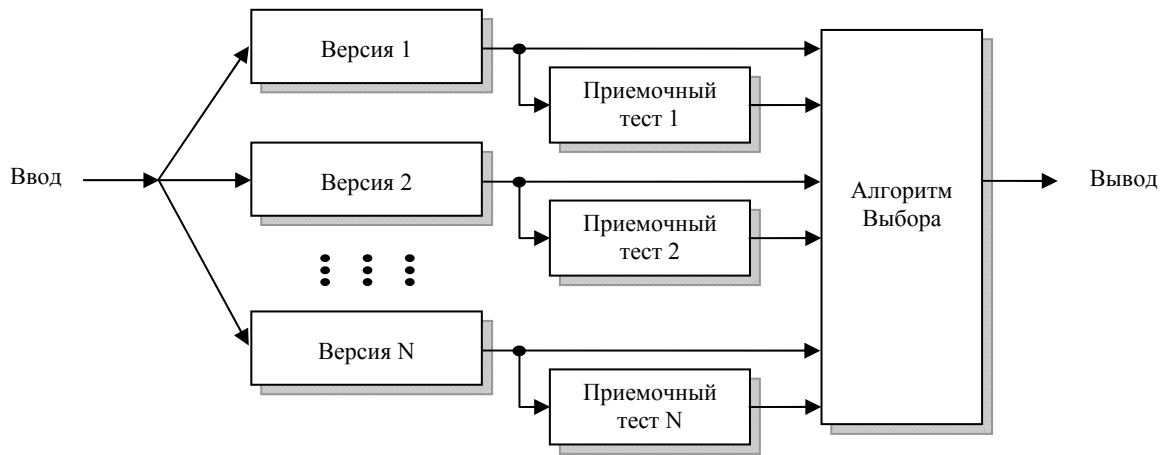 Версия 1
Приемочный
тест 1
Ввод
Версия 2
Приемочный
тест 2
Алгоритм
Выбора
Вывод
Версия N
Приемочный
тест N